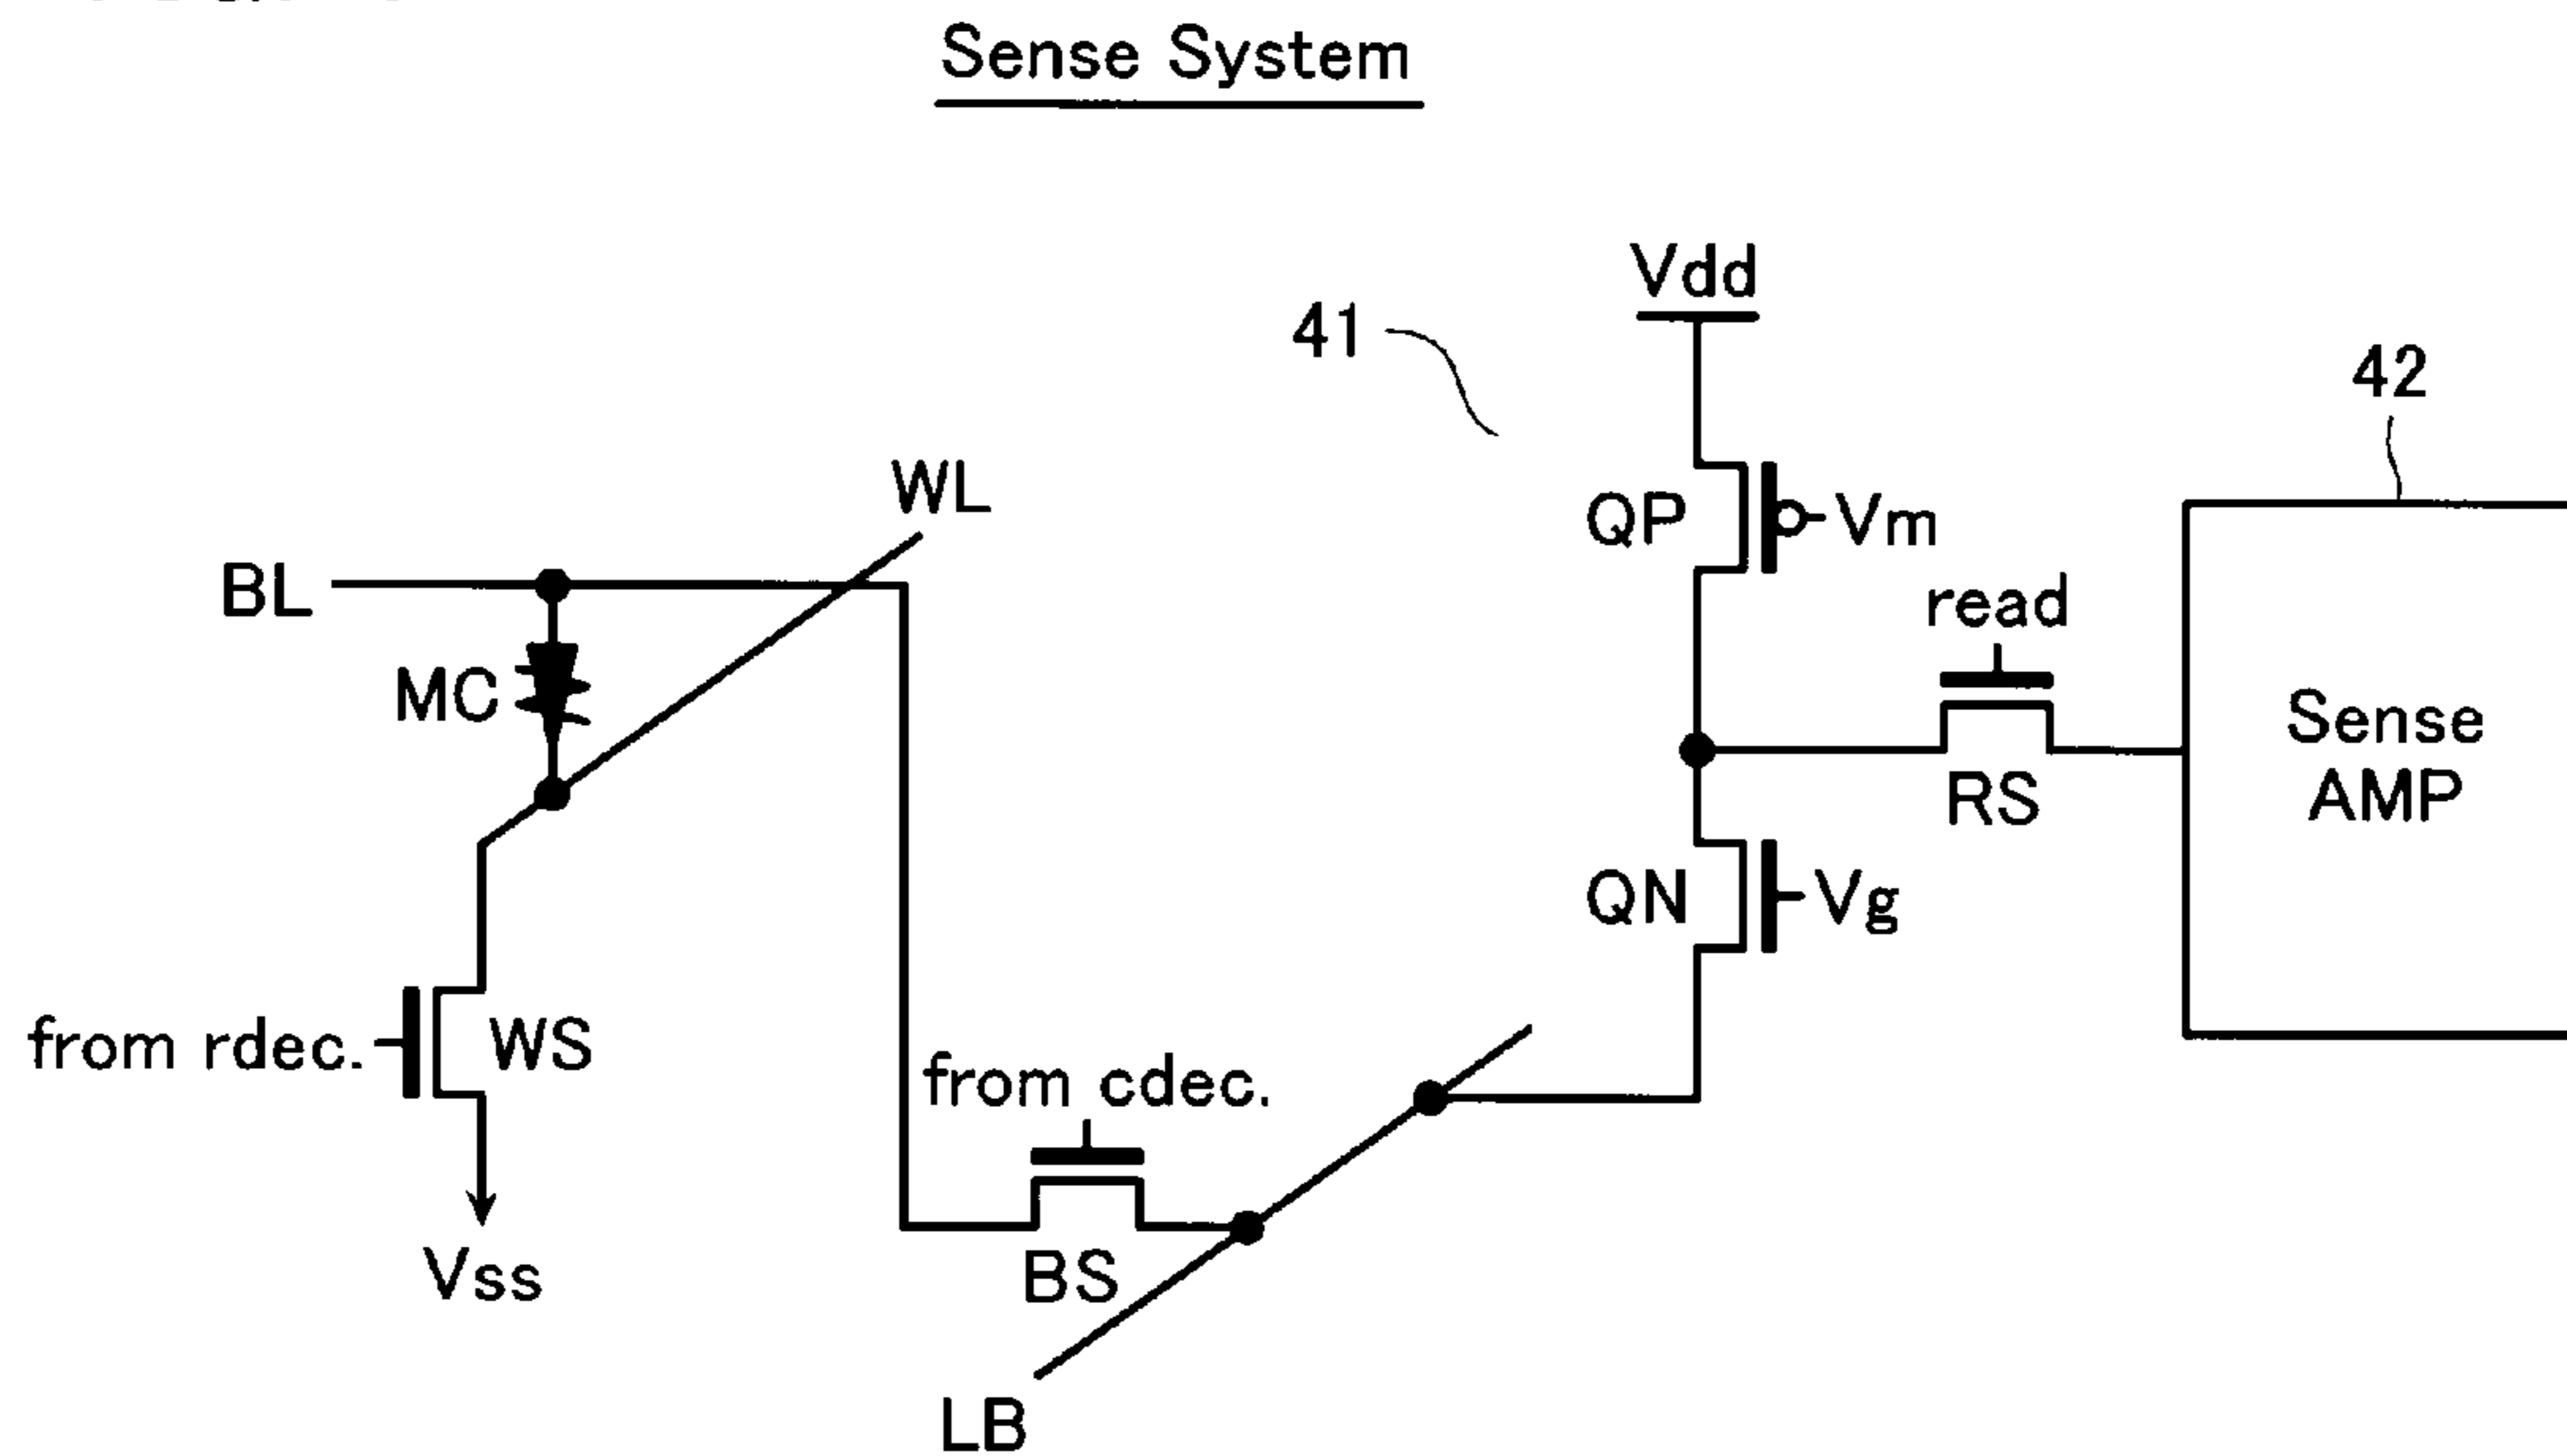 Sense System
Vdd
41
42
WL
QP
Vm
BL
read
MC
Sense
AMP
RS
QN
Vg
from rdec.
WS
from cdec.
BS
Vss
LB